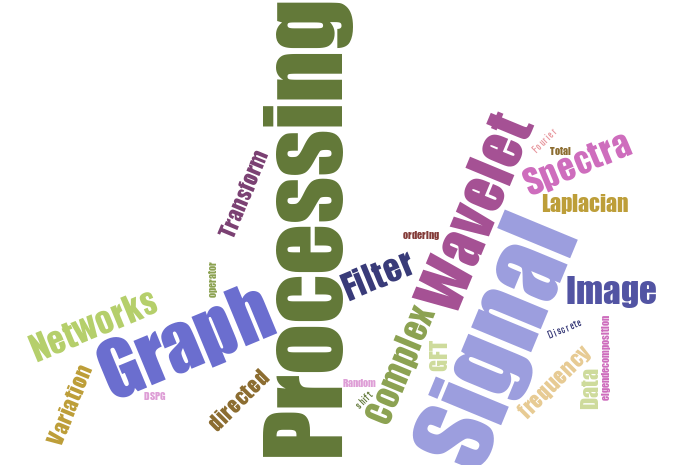 Processing
Wavelet
Fourier
Total
Spectra
Transform
Laplacian
ordering
Signal
Filter
operator
Image
Networks
Graph
complex
Discrete
GFT
frequency
Data
eigendecomposition
Variation
directed
Random
DSPG
shift